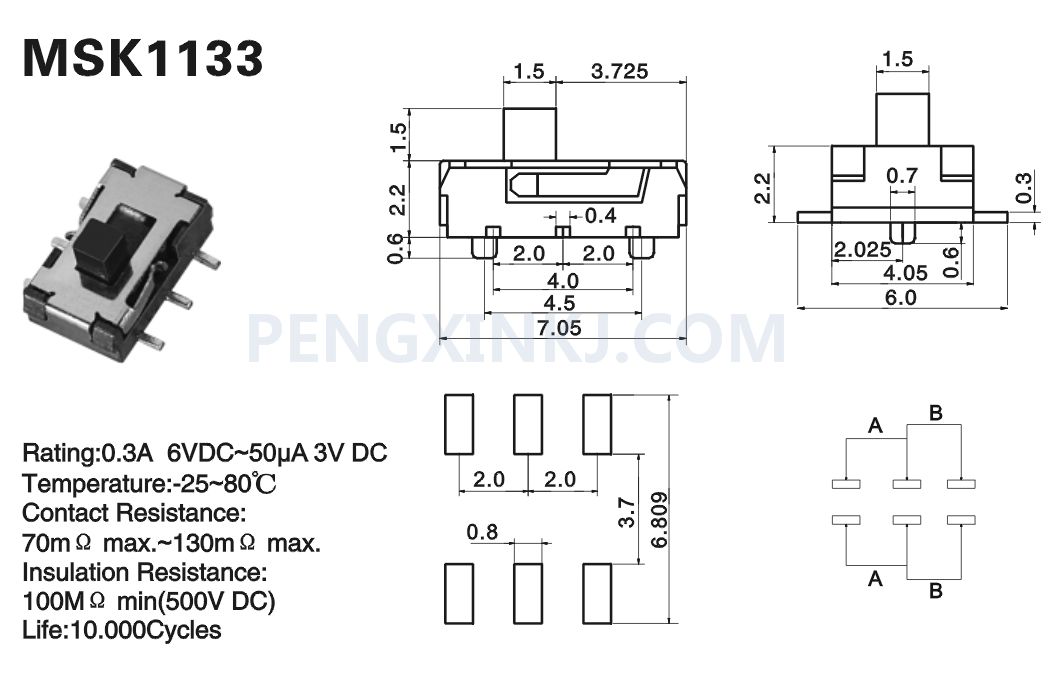 MSK1133
1.5
3.725
1.5
2.2
0.6
0.4
2.0
2.0
4.0
4.5
7.05
1.5
2.2
0.7
0.3
2.025
0.6
4.05
6.0
PENGXINKJ.COM
Rating:0.3A 6VDC~50μA 3V DC
Temperature:-25~80℃
Contact Resistance:
70mΩ max.~130mΩ max.
Insulation Resistance:
100MΩ min(500V DC)
Life:10.000Cycles
2.0
2.0
0.8
3.7
6.809
A
B
A
B